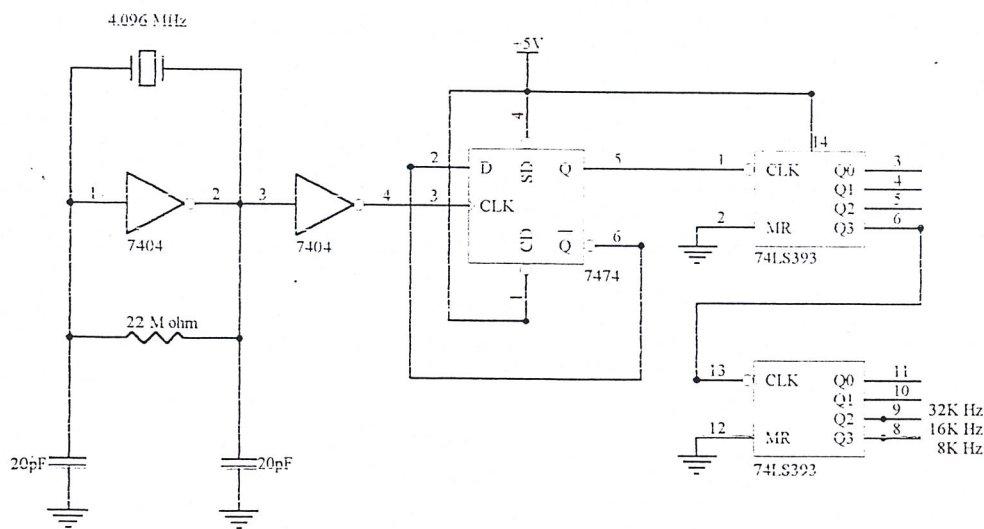 4.096 MHz
+5V
1
2
3
4
7404
7404
22 M ohm
20pF
20pF
4
2
D
SD
Q
5
3
CLK
CD
Q
6
1
7474
14
1
CLK
Q0
3
Q1
4
Q2
5
2
MR
Q3
6
74LS393
13
CLK
Q0
11
Q1
10
Q2
9
32K Hz
12
MR
Q3
8
16K Hz
8K Hz
74LS393